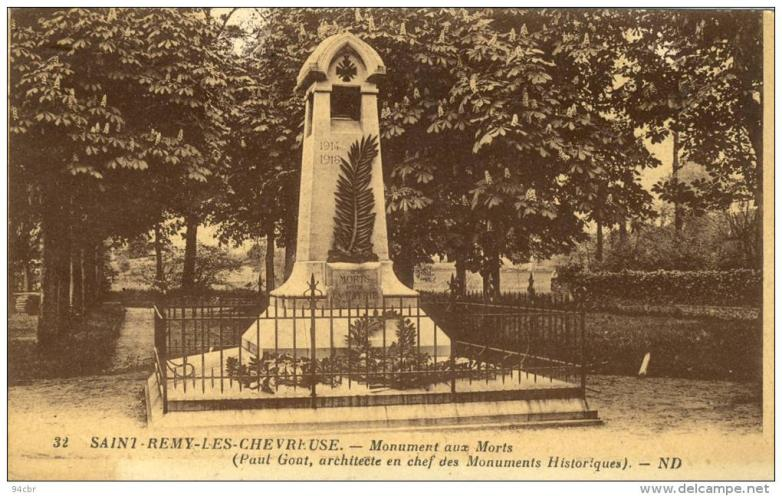 1914
1918
MORTS
32 SAINT-REMY-LES-CHEVREUSE. — Monument aux Morts
(Paul Gout, architecte en chef des Monuments Historiques). — ND
94cbr
http://www.delcampe.net